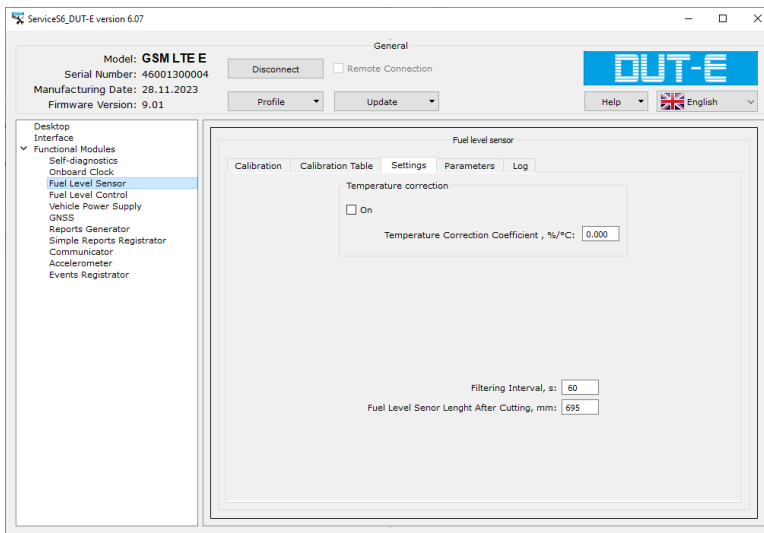 ServiceS6_DUT-E version 6.07
General
Model: GSM LTE E
Serial Number: 46001300004
Manufacturing Date: 28.11.2023
Firmware Version: 9.01
Disconnect
Remote Connection
Profile
Update
DUT-E
Help
English
Desktop
Interface
Functional Modules
Self-diagnostics
Onboard Clock
Fuel Level Sensor
Fuel Level Control
Vehicle Power Supply
GNSS
Reports Generator
Simple Reports Registrator
Communicator
Accelerometer
Events Registrator
Fuel level sensor
Calibration Calibration Table Settings Parameters Log
Temperature correction
On
Temperature Correction Coefficient , %/°C: 0.000
Filtering Interval, s: 60
Fuel Level Senor Lenght After Cutting, mm: 695